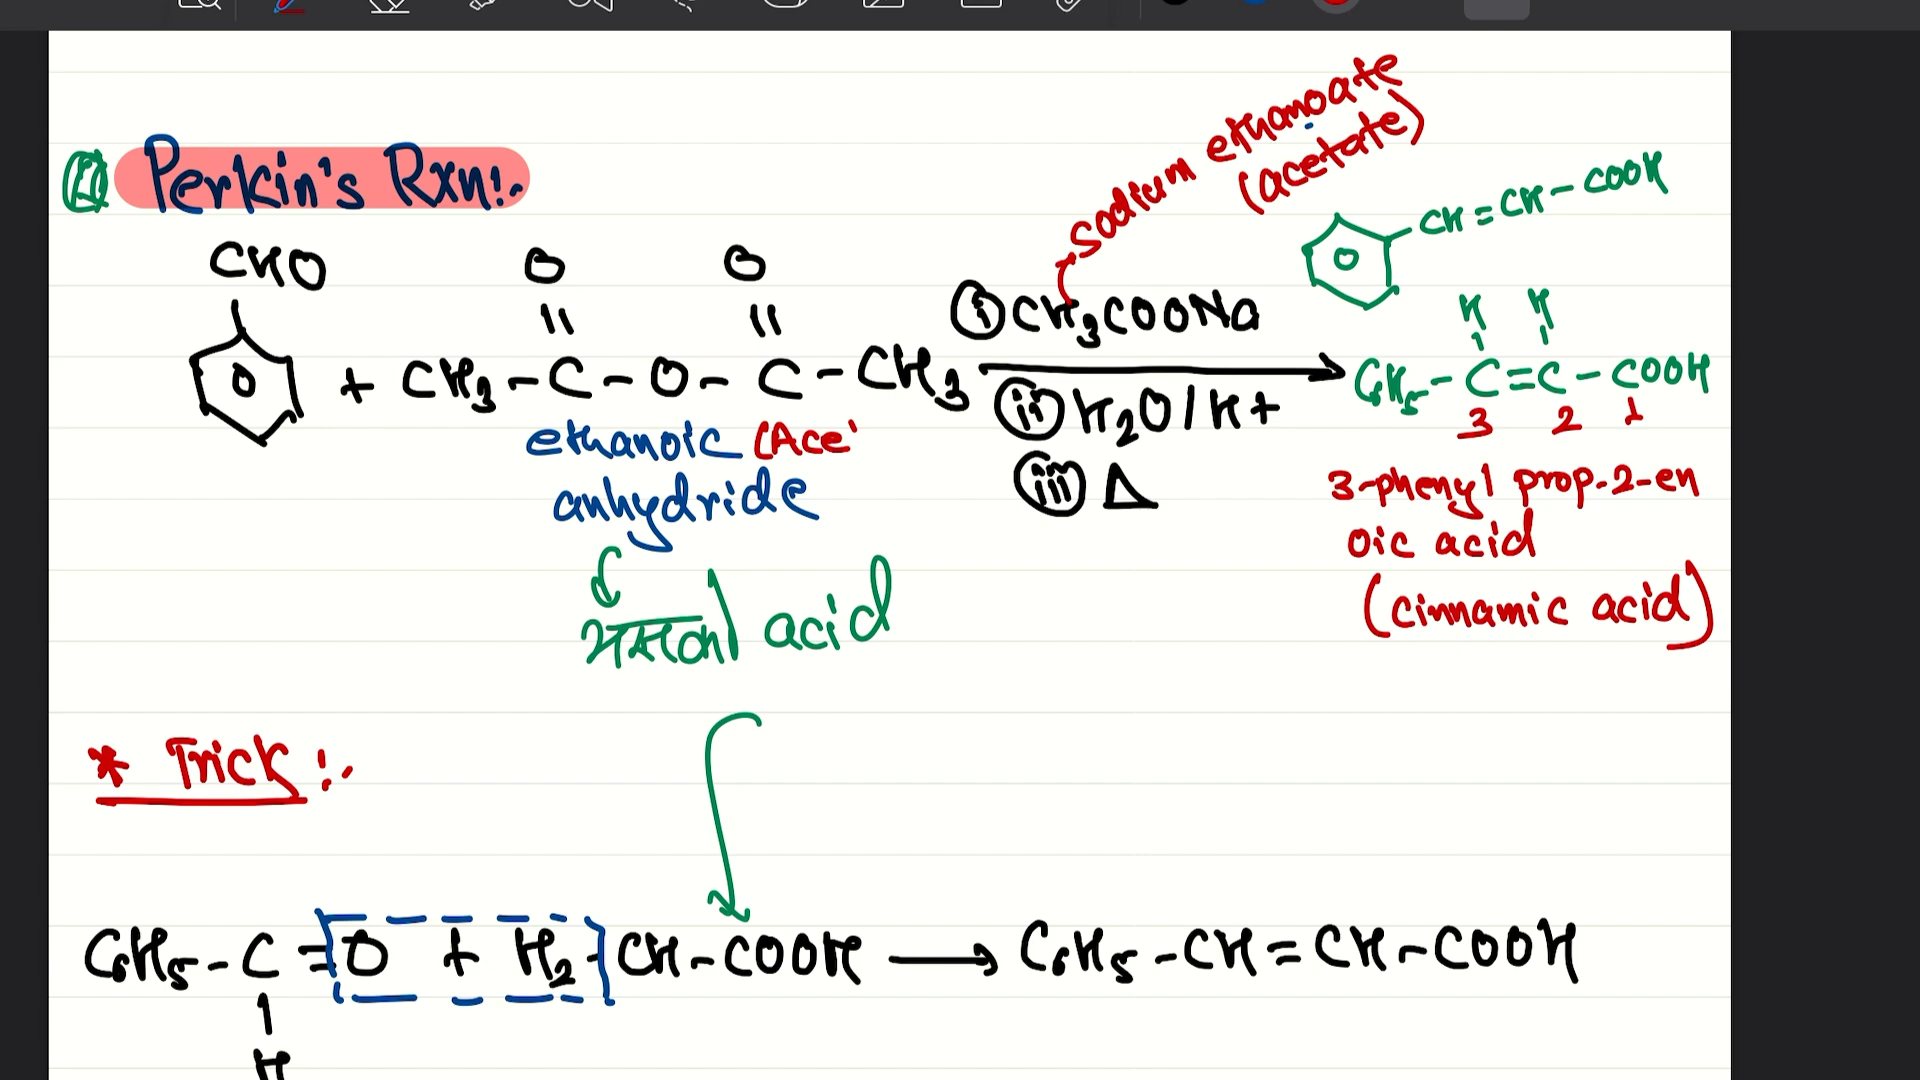 Perkin's Rxn:-
sodium ethanoate
(acetate)
CH=CH-COOH
CHO O O
(i) CH3COONa
H H
+ CH3-C-O-C-CH3
C6H5-C=C-COOH
(ii) H2O/H+
3 2 1
ethanoic (Ace'
anhydride
(iii) Δ
3-phenyl prop-2-en
oic acid
(cinnamic acid)
acid
* Trick :-
C6H5-C=O + H2-CH-COOH → C6H5-CH=CH-COOH
H